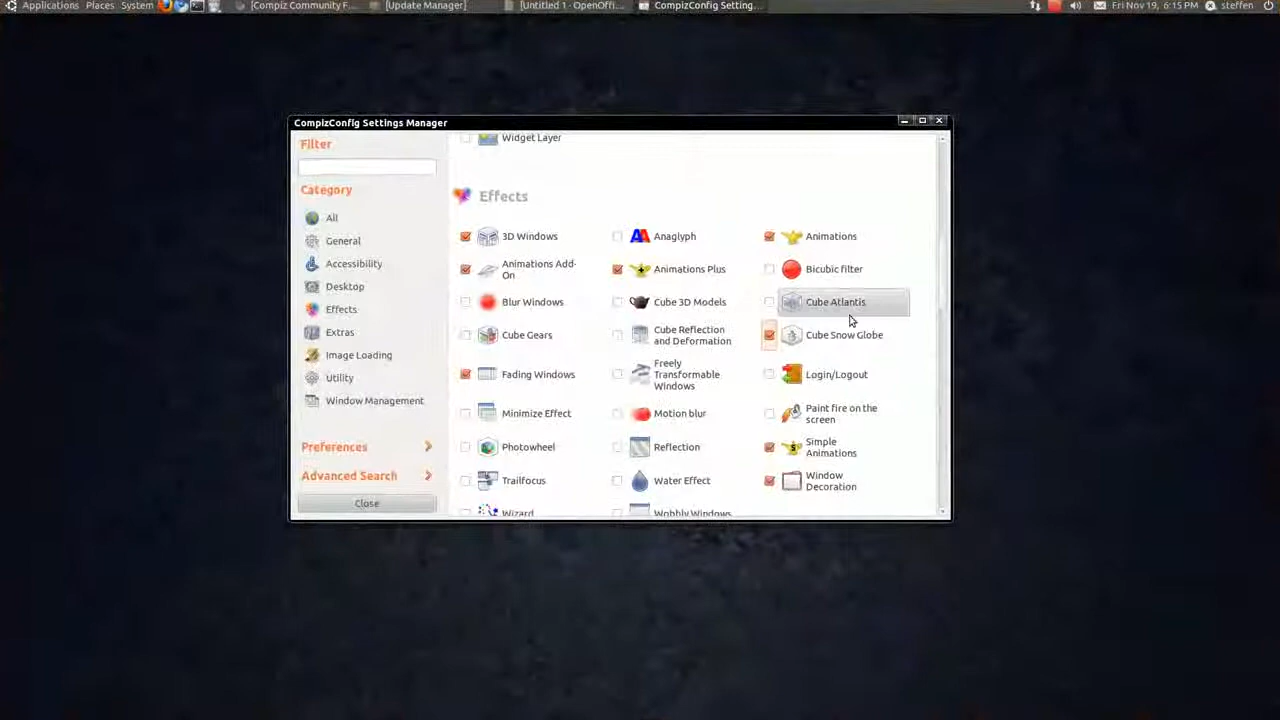 Applications Places System [Compiz Community F... [Update Manager] [Untitled 1 - OpenOffi... CompizConfig Setting... Fri Nov 19, 6:15 PM steffen
CompizConfig Settings Manager
Filter
Category
All
General
Accessibility
Desktop
Effects
Extras
Image Loading
Utility
Window Management
Preferences
Advanced Search
Close
Widget Layer
Effects
3D Windows Anaglyph Animations
Animations Add-
On
Animations Plus Bicubic filter
Blur Windows Cube 3D Models Cube Atlantis
Cube Gears
Cube Reflection
and Deformation
Cube Snow Globe
Fading Windows
Freely
Transformable
Windows
Login/Logout
Minimize Effect Motion blur
Paint fire on the
screen
Photowheel Reflection
Simple
Animations
Trailfocus Water Effect
Window
Decoration
Wizard Wobbly Windows